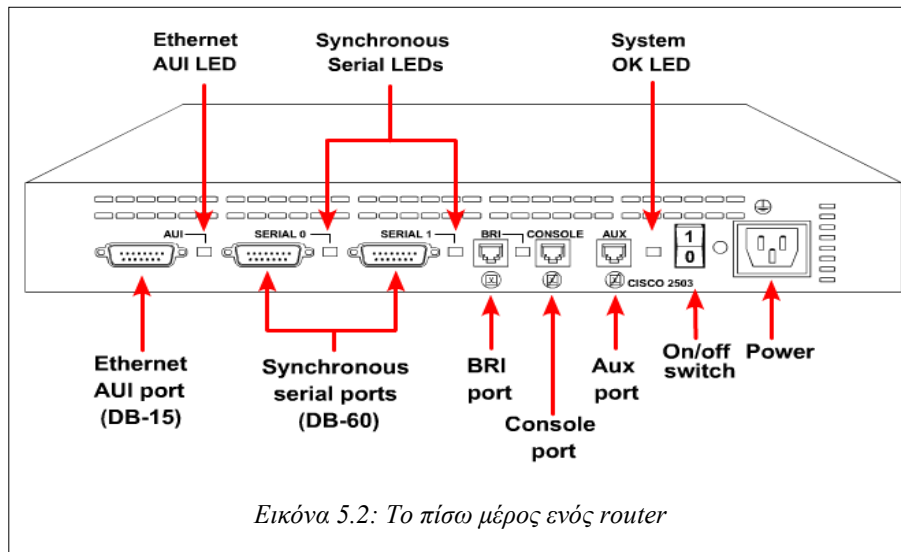 Ethernet
AUI LED
Synchronous
Serial LEDs
System
OK LED
AUI
SERIAL 0
SERIAL 1
BRI
CONSOLE
AUX
1
0
CISCO 2503
Ethernet
AUI port
(DB-15)
Synchronous
serial ports
(DB-60)
BRI
port
Console
port
Aux
port
On/off
switch
Power
Εικόνα 5.2: Το πίσω μέρος ενός router